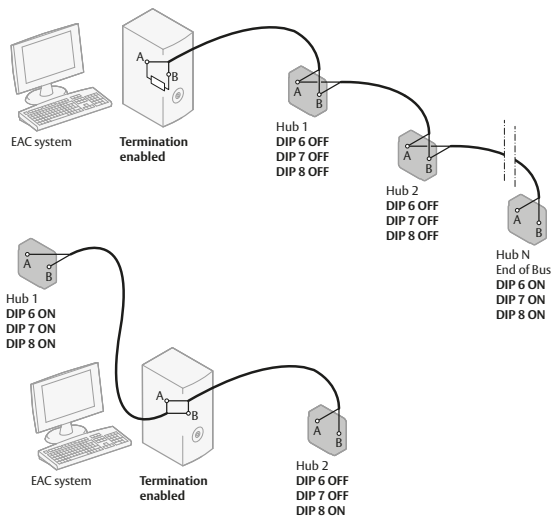 A
B
EAC system
Termination
enabled
A
B
Hub 1
DIP 6 OFF
DIP 7 OFF
DIP 8 OFF
A
B
Hub 2
DIP 6 OFF
DIP 7 OFF
DIP 8 OFF
A
B
Hub N
End of Bus
DIP 6 ON
DIP 7 ON
DIP 8 ON
A
B
Hub 1
DIP 6 ON
DIP 7 ON
DIP 8 ON
A
B
EAC system
Termination
enabled
A
B
Hub 2
DIP 6 OFF
DIP 7 OFF
DIP 8 ON